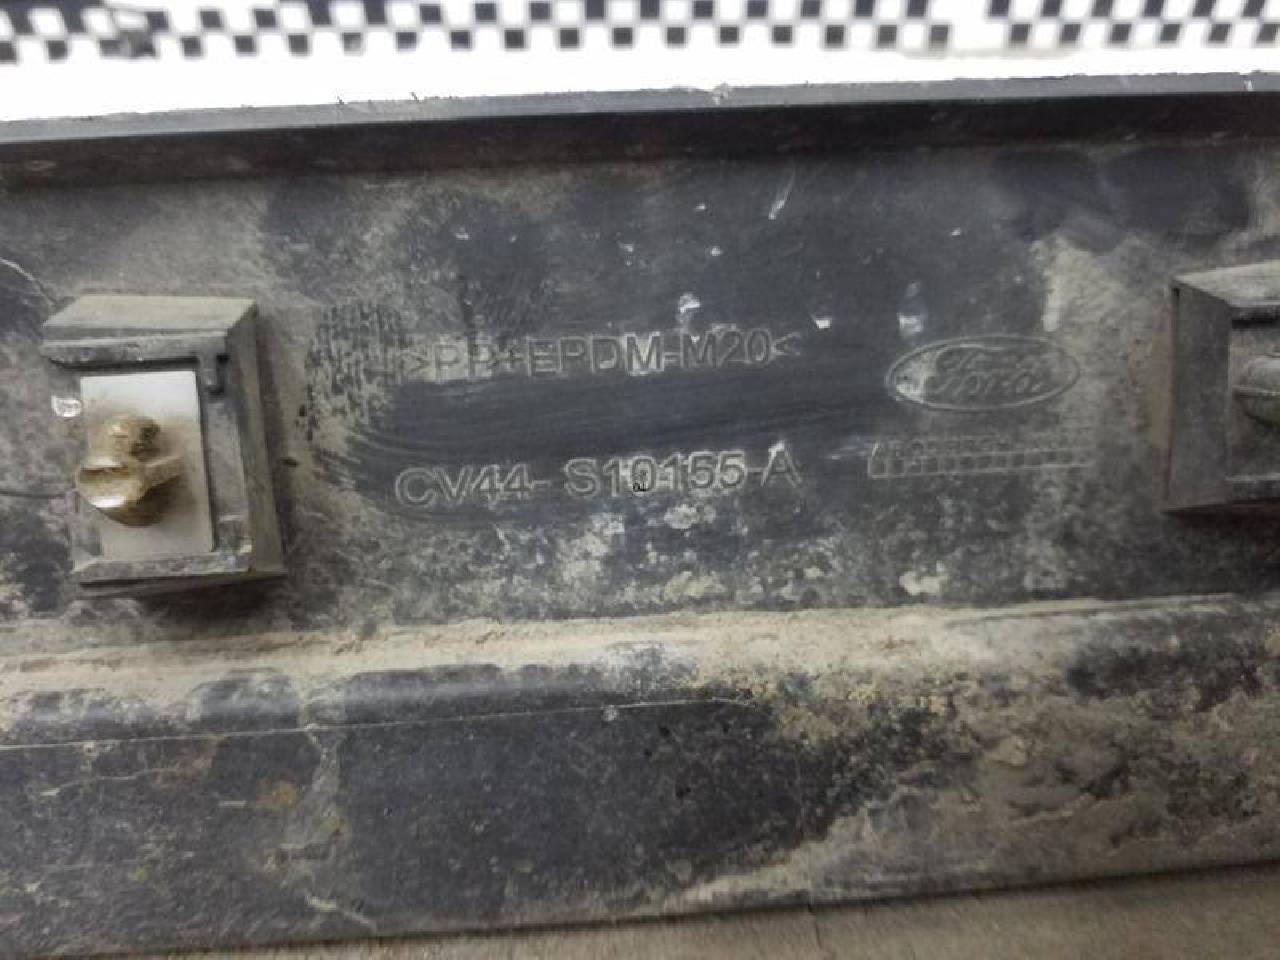 >PP+EPDM-M20<
Ford
CV44- S10155-A